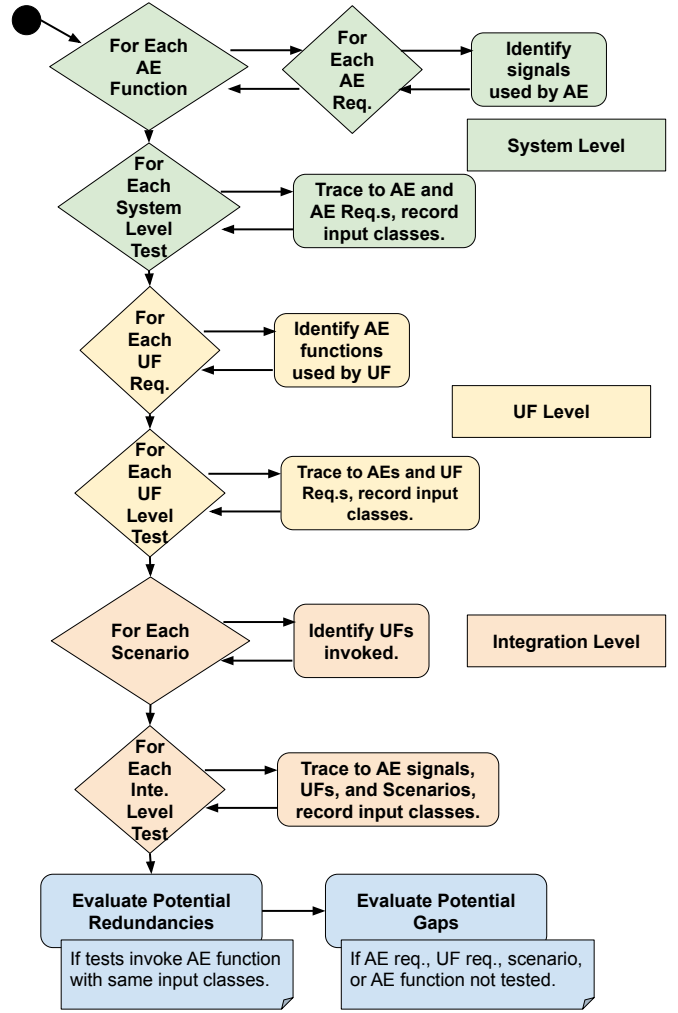 For Each
AE
Function
For
Each
AE
Req.
Identify
signals
used by AE
System Level
For
Each
System
Level
Test
Trace to AE and
AE Req.s, record
input classes.
For
Each
UF
Req.
Identify AE
functions
used by UF
UF Level
For
Each
UF
Level
Test
Trace to AEs and UF
Req.s, record input
classes.
For Each
Scenario
Identify UFs
invoked.
Integration Level
For
Each
Inte.
Level
Test
Trace to AE signals,
UFs, and Scenarios,
record input classes.
Evaluate Potential
Redundancies
If tests invoke AE function
with same input classes.
Evaluate Potential
Gaps
If AE req., UF req., scenario,
or AE function not tested.